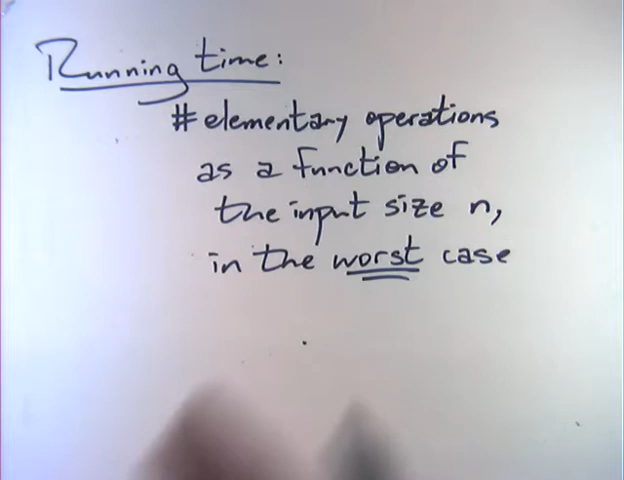 Running time:
# elementary operations
as a function of
the input size n,
in the worst case